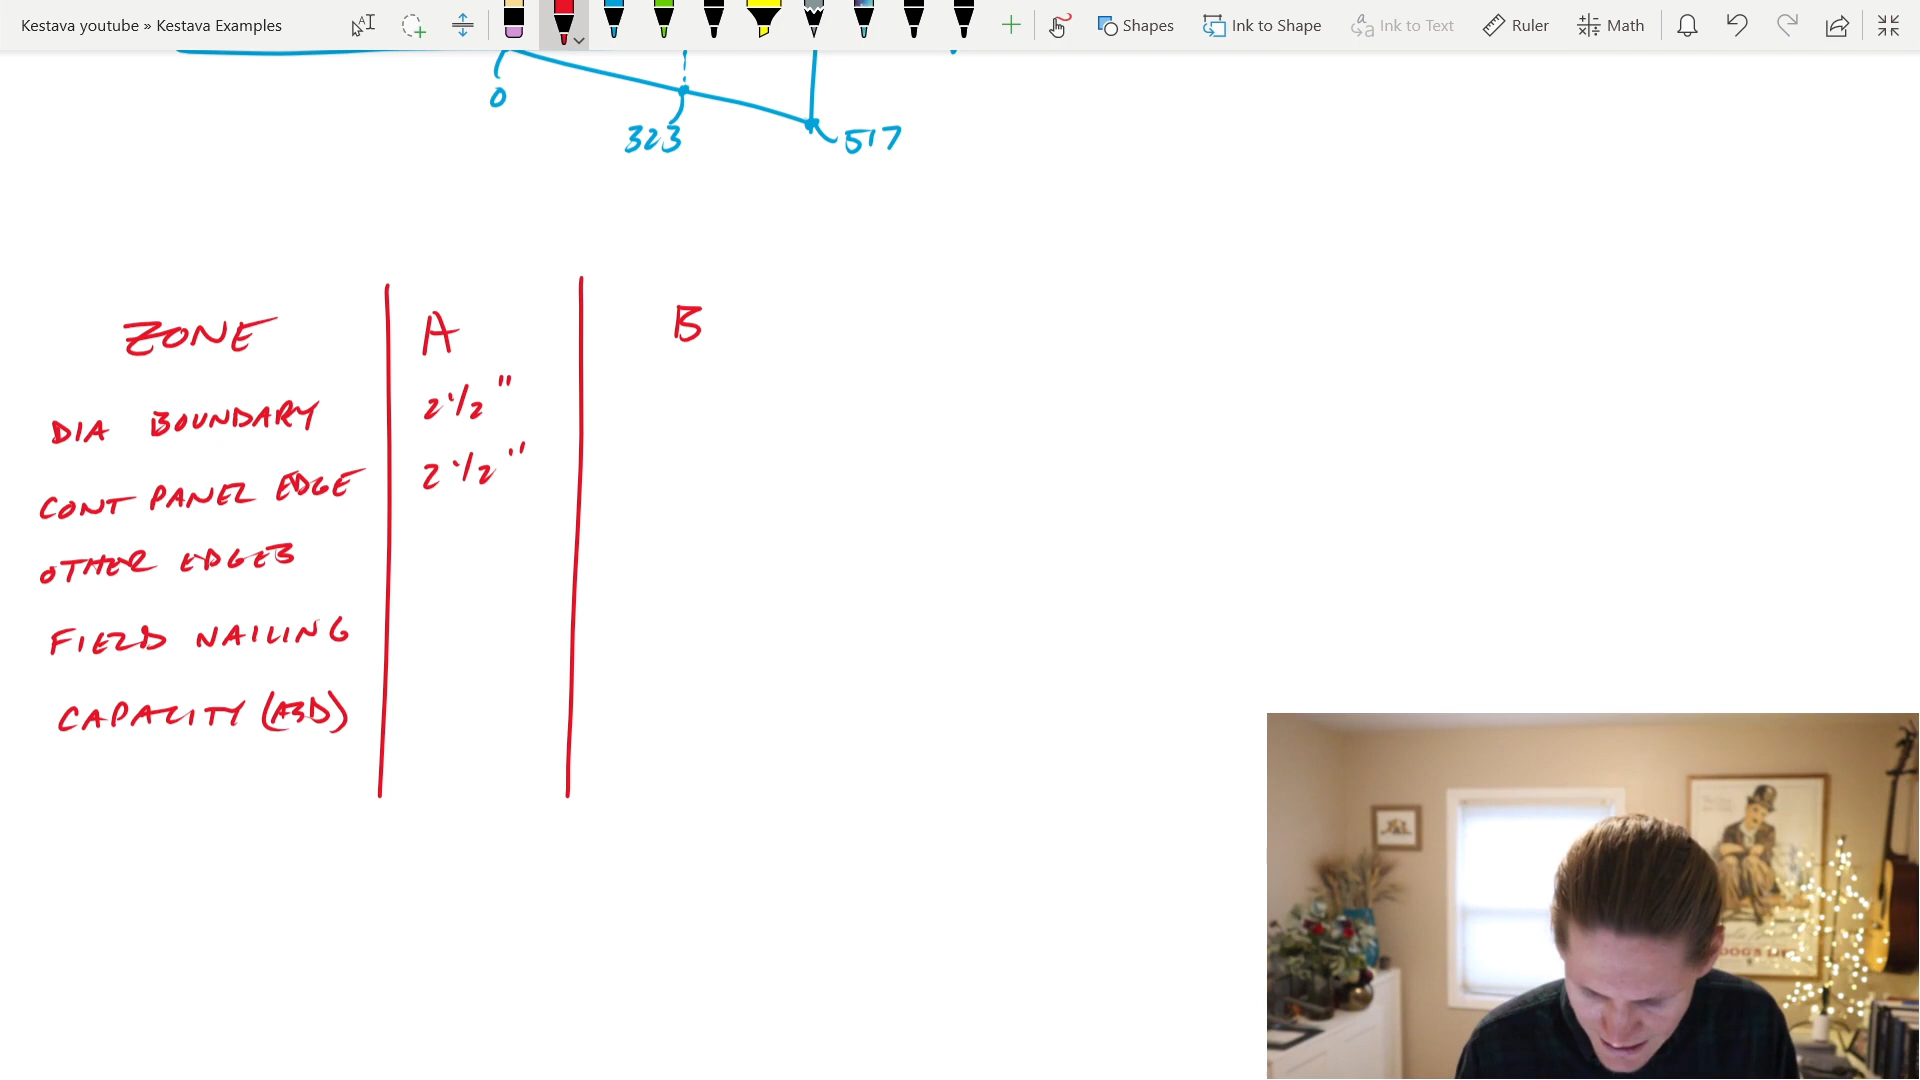 Kestava youtube » Kestava Examples
Shapes
Ink to Shape
Ink to Text
Ruler
Math
0
323
517
ZONE A B
DIA BOUNDARY 2 1/2"
CONT PANEL EDGE 2 1/2"
OTHER EDGES
FIELD NAILING
CAPACITY (ASD)